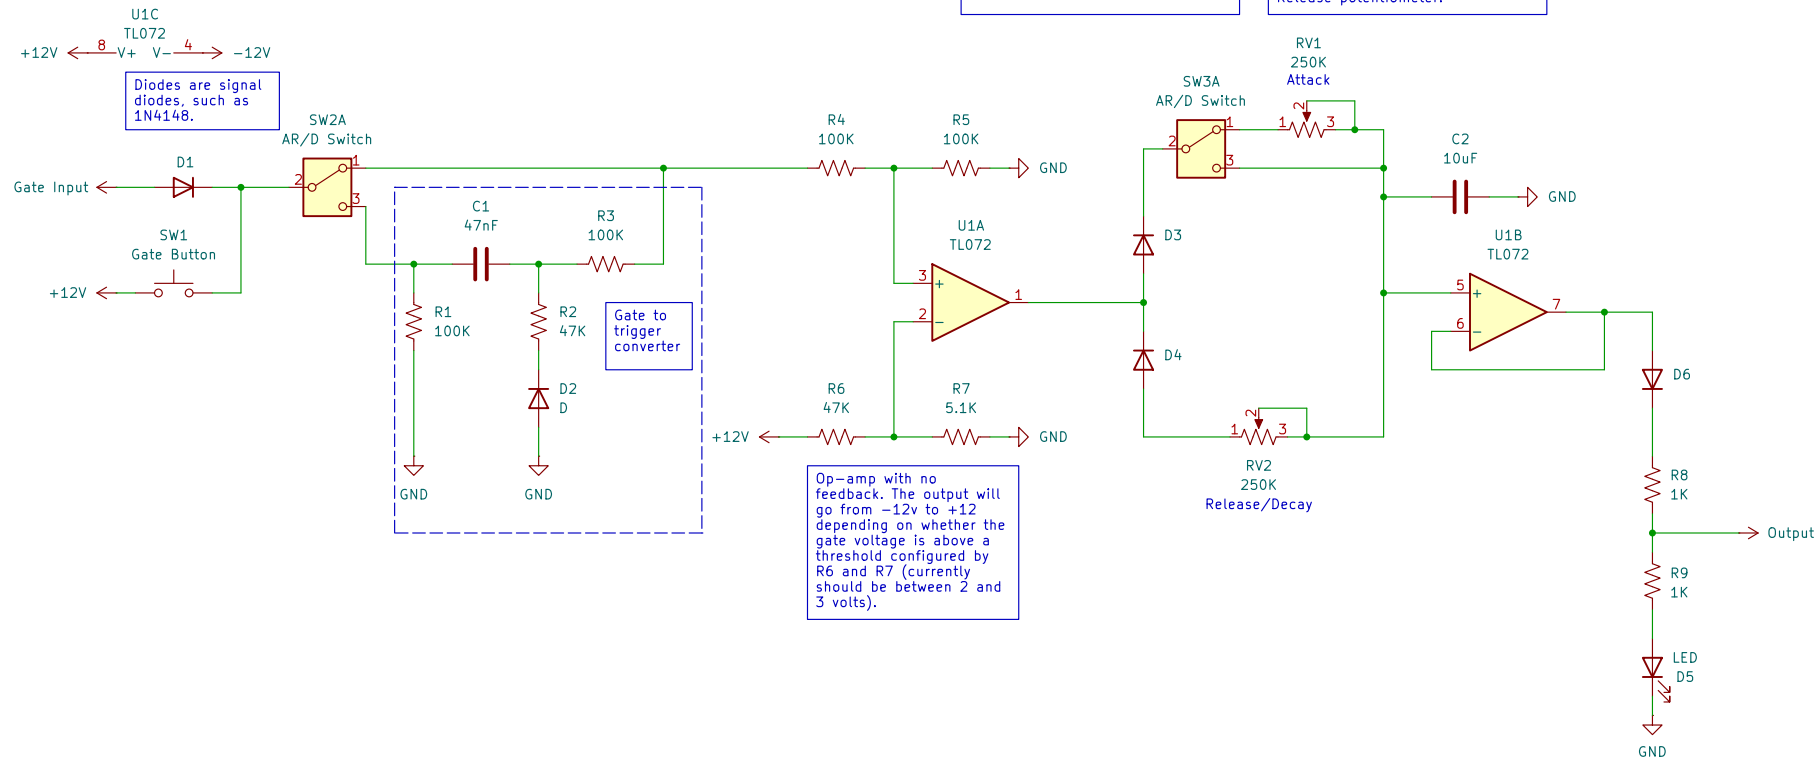 Release potentiometer.
U1C
TL072
+12V
8
V+
V-
4
-12V
Diodes are signal
diodes, such as
1N4148.
RV1
250K
Attack
2
1
3
SW3A
AR/D Switch
1
2
3
SW2A
AR/D Switch
1
2
3
R4
100K
R5
100K
GND
C2
10uF
GND
D1
Gate Input
SW1
Gate Button
+12V
C1
47nF
R3
100K
R1
100K
R2
47K
Gate to
trigger
converter
D2
D
GND
GND
U1A
TL072
3
+
2
-
1
D3
D4
U1B
TL072
5
+
6
-
7
D6
R6
47K
R7
5.1K
+12V
GND
2
1
3
RV2
250K
Release/Decay
Op-amp with no
feedback. The output will
go from -12v to +12
depending on whether the
gate voltage is above a
threshold configured by
R6 and R7 (currently
should be between 2 and
3 volts).
R8
1K
Output
R9
1K
LED
D5
GND